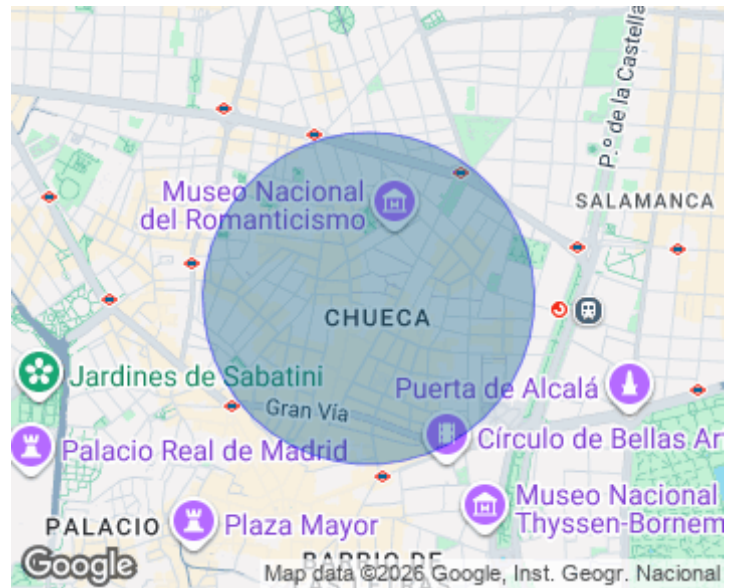 P.º de la Castella
Museo Nacional
del Romanticismo
SALAMANCA
CHUECA
Jardines de Sabatini
Puerta de Alcalá
Gran Vía
Círculo de Bellas Ar
Palacio Real de Madrid
Museo Nacional
Thyssen-Bornem
PALACIO
Plaza Mayor
BARRIO DE
Google
Map data ©2026 Google, Inst. Geogr. Nacional